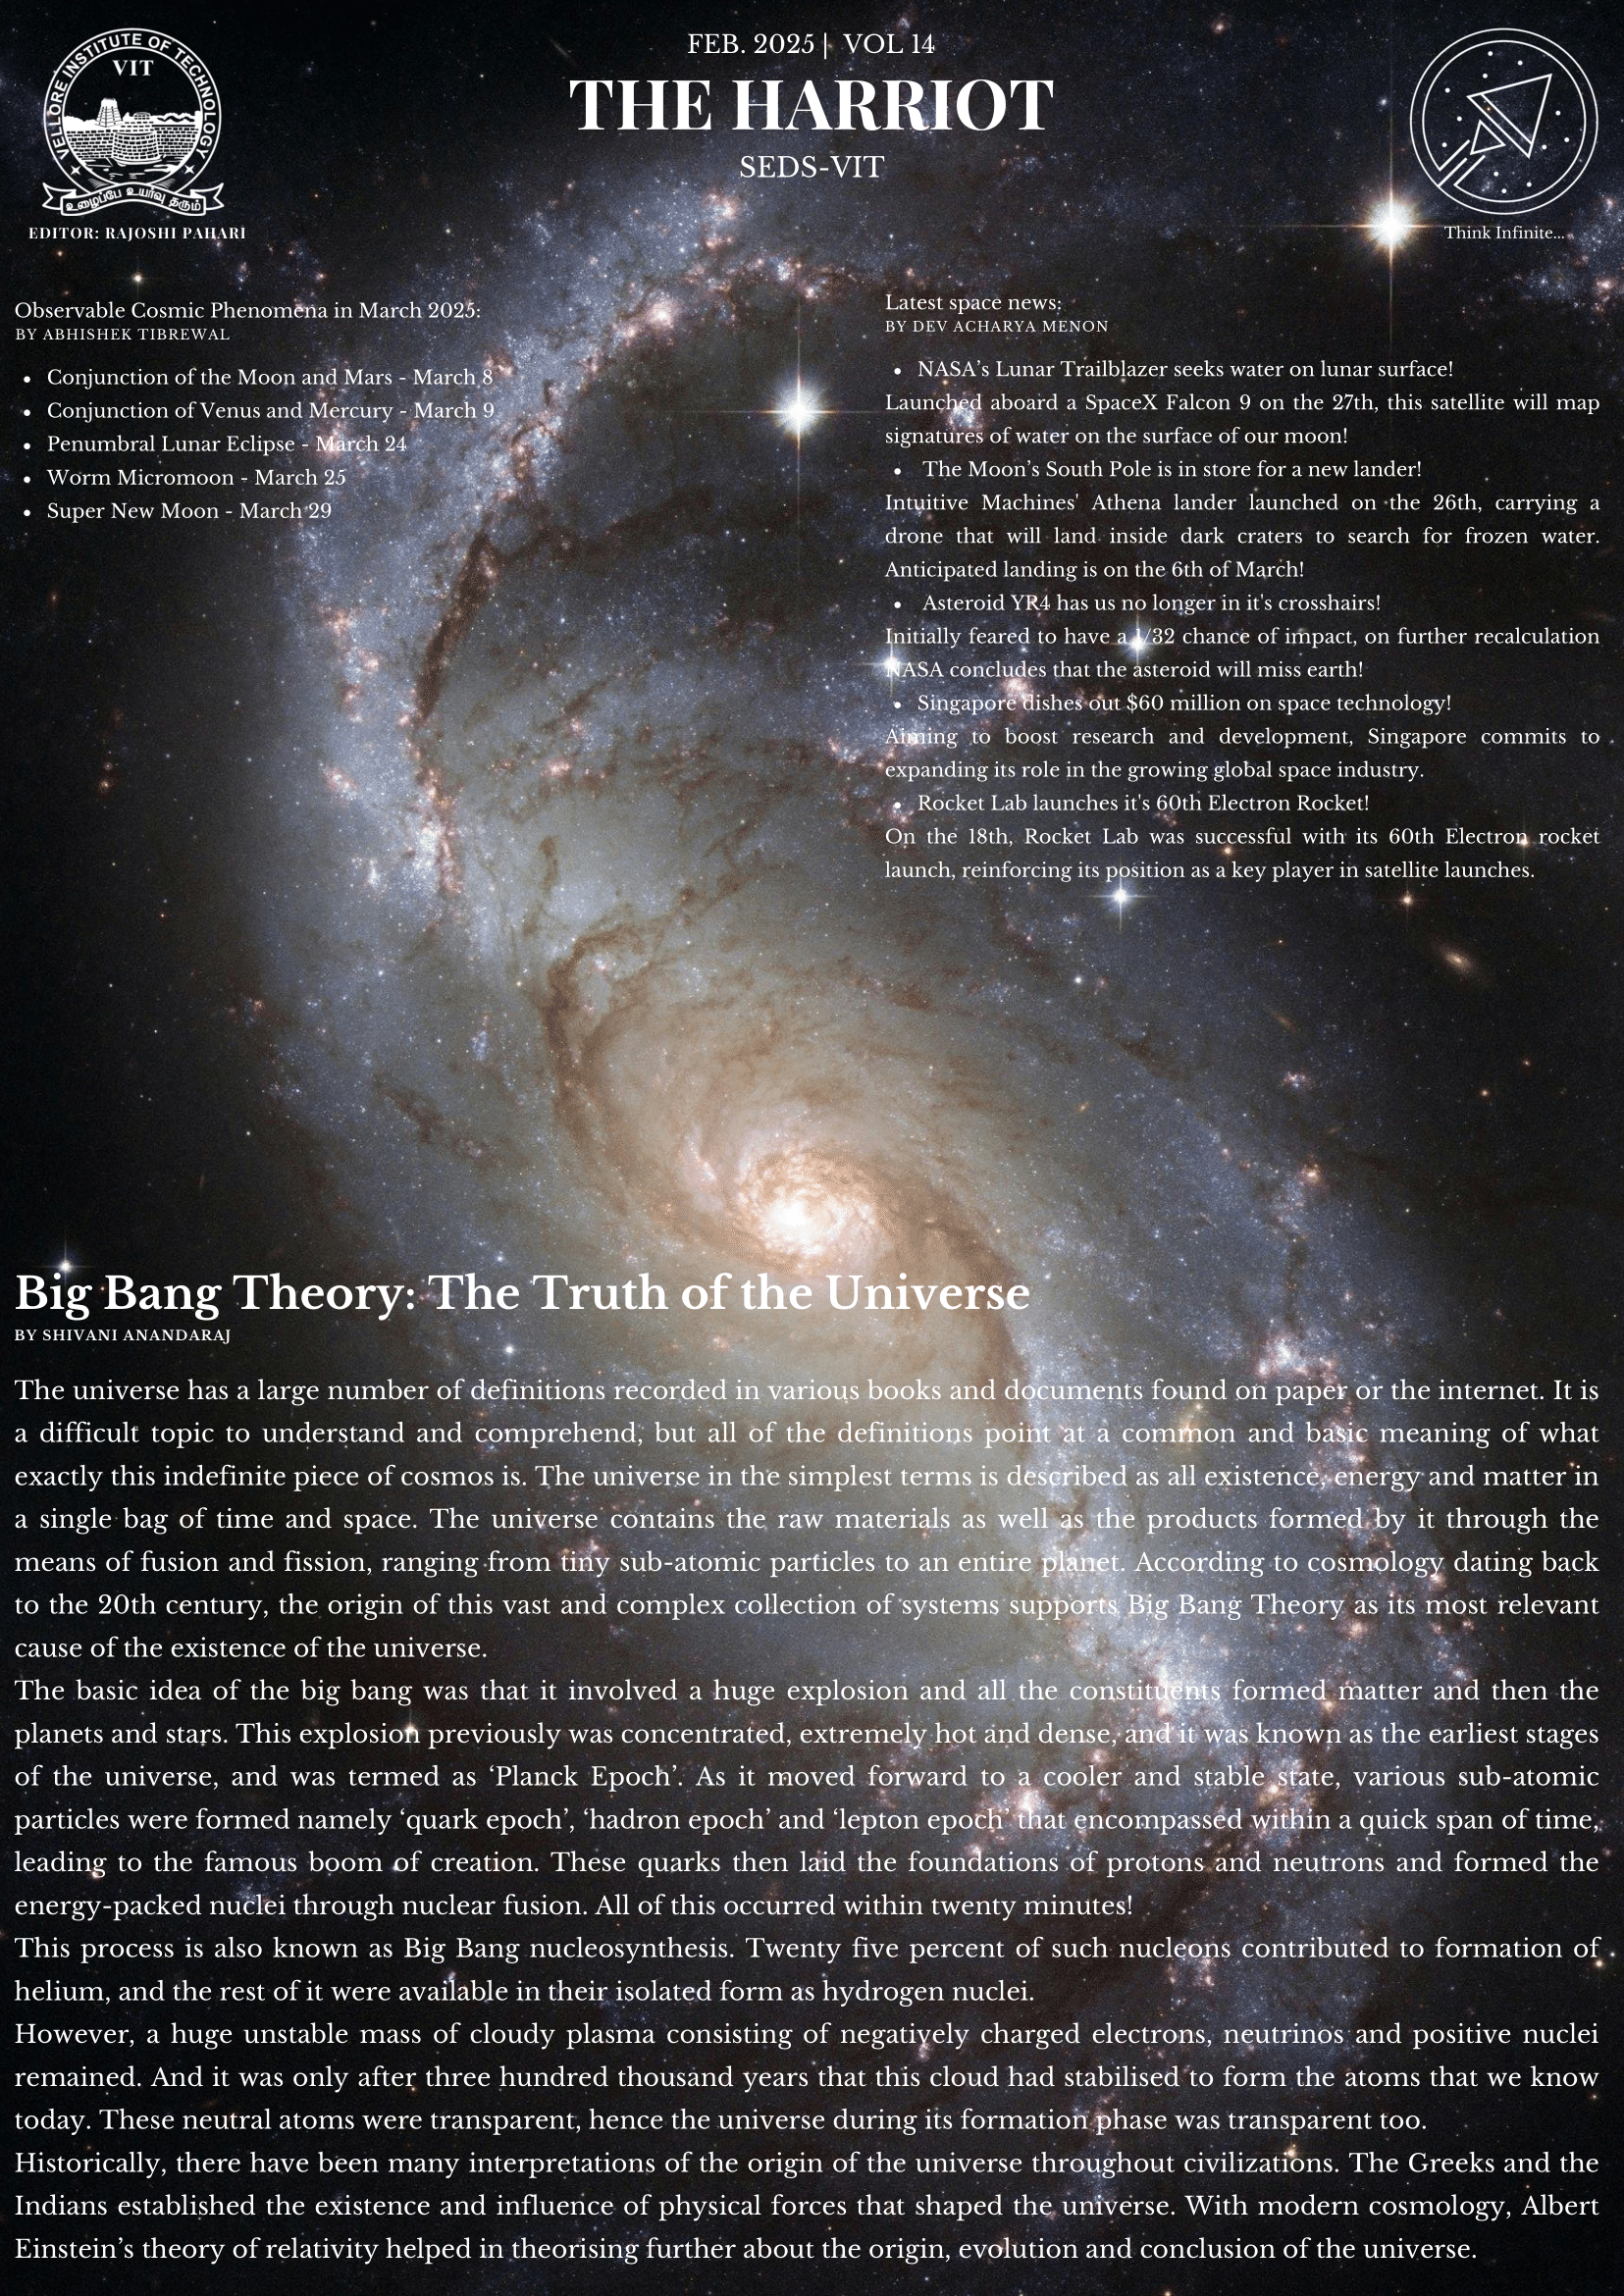 FEB. 2025 | VOL 14
THE HARRIOT
SEDS-VIT
VELLORE INSTITUTE OF TECHNOLOGY
VIT
உழைப்பே உயர்வு தரும்
EDITOR: RAJOSHI PAHARI
Think Infinite...
Observable Cosmic Phenomena in March 2025:
BY ABHISHEK TIBREWAL
• Conjunction of the Moon and Mars - March 8
• Conjunction of Venus and Mercury - March 9
• Penumbral Lunar Eclipse - March 24
• Worm Micromoon - March 25
• Super New Moon - March 29
Latest space news:
BY DEV ACHARYA MENON
• NASA’s Lunar Trailblazer seeks water on lunar surface!
Launched aboard a SpaceX Falcon 9 on the 27th, this satellite will map
signatures of water on the surface of our moon!
• The Moon’s South Pole is in store for a new lander!
Intuitive Machines' Athena lander launched on the 26th, carrying a
drone that will land inside dark craters to search for frozen water.
Anticipated landing is on the 6th of March!
• Asteroid YR4 has us no longer in it's crosshairs!
Initially feared to have a 1/32 chance of impact, on further recalculation
NASA concludes that the asteroid will miss earth!
• Singapore dishes out $60 million on space technology!
Aiming to boost research and development, Singapore commits to
expanding its role in the growing global space industry.
• Rocket Lab launches it's 60th Electron Rocket!
On the 18th, Rocket Lab was successful with its 60th Electron rocket
launch, reinforcing its position as a key player in satellite launches.
Big Bang Theory: The Truth of the Universe
BY SHIVANI ANANDARAJ
The universe has a large number of definitions recorded in various books and documents found on paper or the internet. It is
a difficult topic to understand and comprehend, but all of the definitions point at a common and basic meaning of what
exactly this indefinite piece of cosmos is. The universe in the simplest terms is described as all existence, energy and matter in
a single bag of time and space. The universe contains the raw materials as well as the products formed by it through the
means of fusion and fission, ranging from tiny sub-atomic particles to an entire planet. According to cosmology dating back
to the 20th century, the origin of this vast and complex collection of systems supports Big Bang Theory as its most relevant
cause of the existence of the universe.
The basic idea of the big bang was that it involved a huge explosion and all the constituents formed matter and then the
planets and stars. This explosion previously was concentrated, extremely hot and dense, and it was known as the earliest stages
of the universe, and was termed as ‘Planck Epoch’. As it moved forward to a cooler and stable state, various sub-atomic
particles were formed namely ‘quark epoch’, ‘hadron epoch’ and ‘lepton epoch’ that encompassed within a quick span of time,
leading to the famous boom of creation. These quarks then laid the foundations of protons and neutrons and formed the
energy-packed nuclei through nuclear fusion. All of this occurred within twenty minutes!
This process is also known as Big Bang nucleosynthesis. Twenty five percent of such nucleons contributed to formation of
helium, and the rest of it were available in their isolated form as hydrogen nuclei.
However, a huge unstable mass of cloudy plasma consisting of negatively charged electrons, neutrinos and positive nuclei
remained. And it was only after three hundred thousand years that this cloud had stabilised to form the atoms that we know
today. These neutral atoms were transparent, hence the universe during its formation phase was transparent too.
Historically, there have been many interpretations of the origin of the universe throughout civilizations. The Greeks and the
Indians established the existence and influence of physical forces that shaped the universe. With modern cosmology, Albert
Einstein’s theory of relativity helped in theorising further about the origin, evolution and conclusion of the universe.